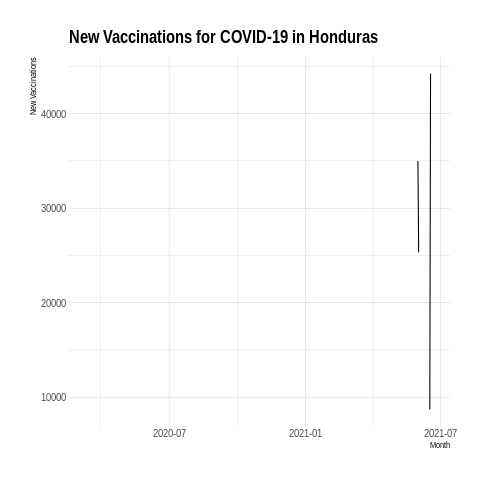 New Vaccinations for COVID-19 in Honduras
New Vaccinations
40000
30000
20000
10000
2020-07
2021-01
2021-07
Month